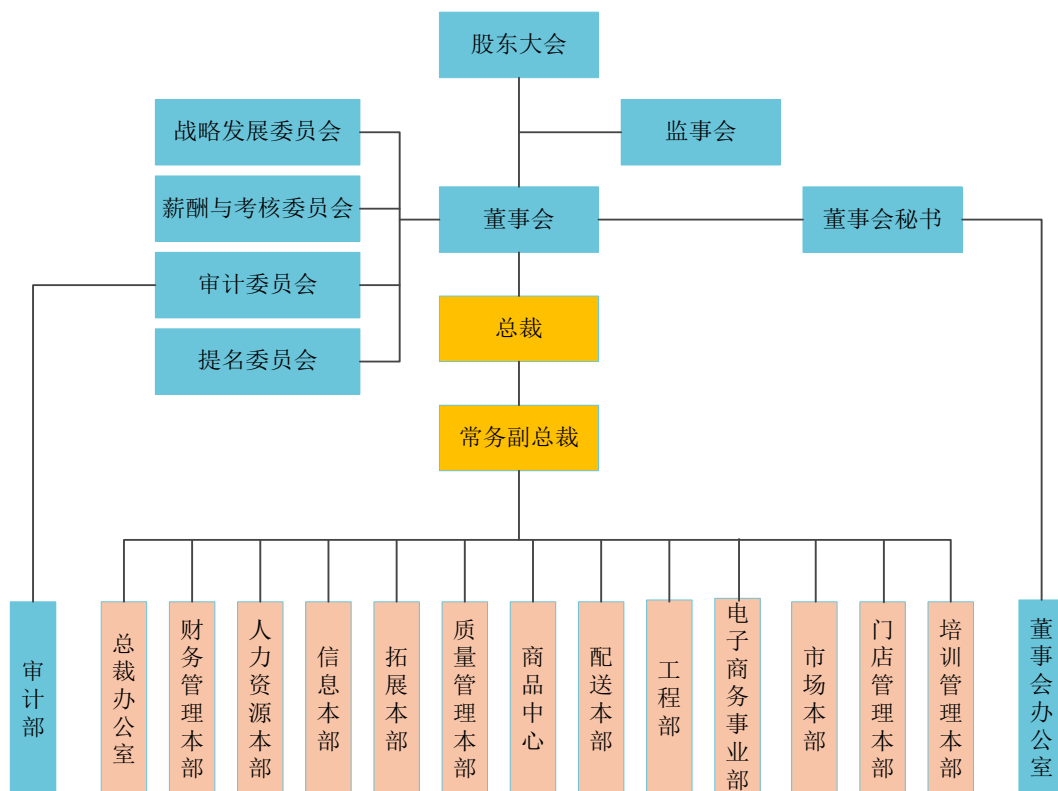 股东大会
战略发展委员会
监事会
薪酬与考核委员会
董事会
董事会秘书
审计委员会
总裁
提名委员会
常务副总裁
审计部
总裁办公室
财务管理本部
人力资源本部
信息本部
拓展本部
质量管理本部
商品中心
配送本部
工程部
电子商务事业部
市场本部
门店管理本部
培训管理本部
董事会办公室